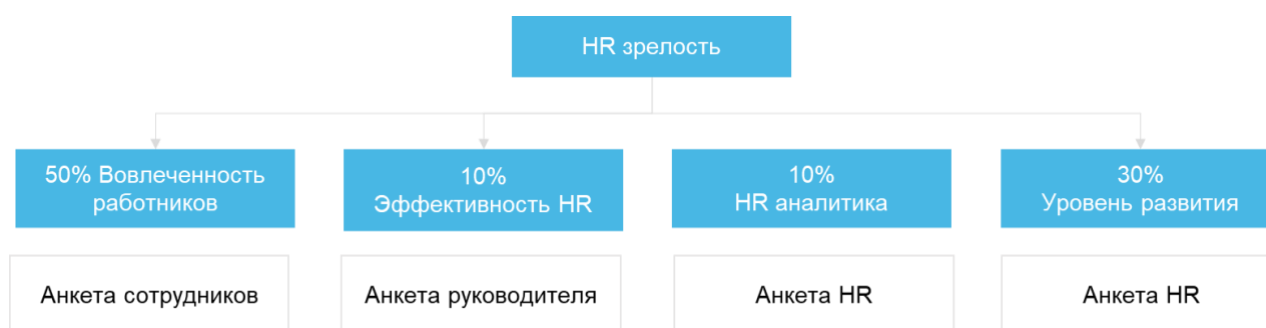 HR зрелость
50% Вовлеченность
работников
10%
Эффективность HR
10%
HR аналитика
30%
Уровень развития
Анкета сотрудников
Анкета руководителя
Анкета HR
Анкета HR